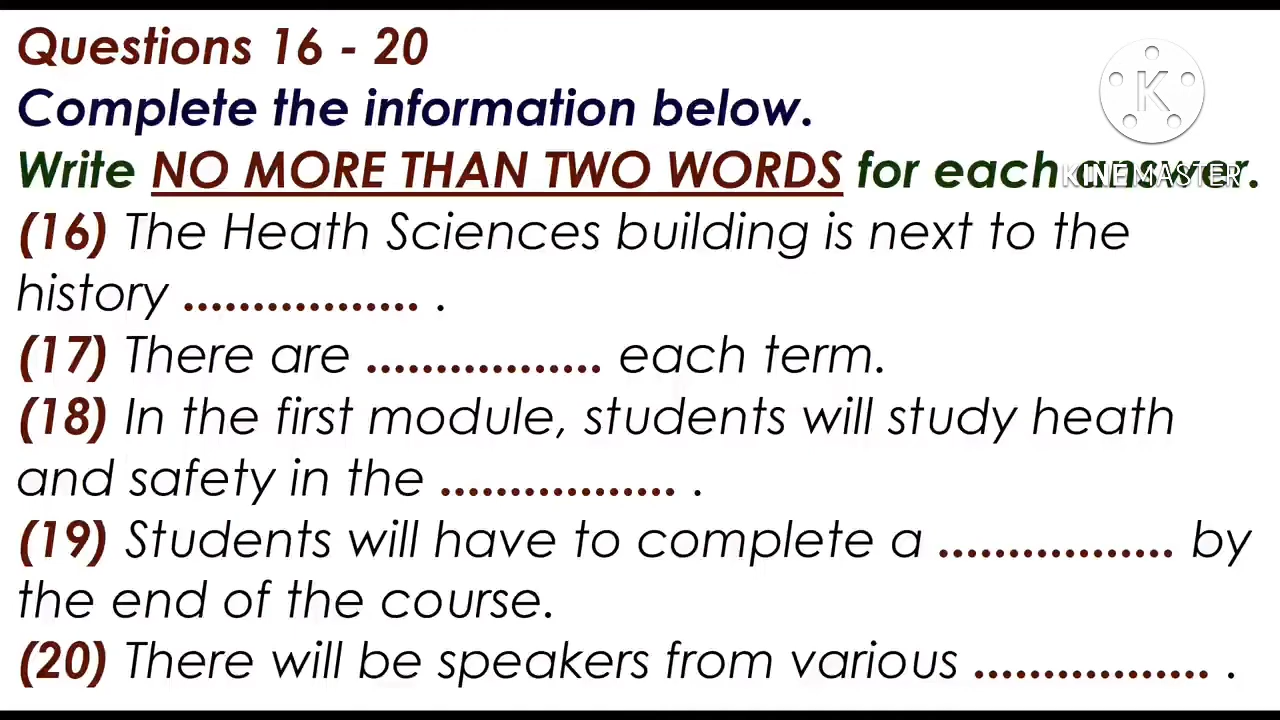 Questions 16 - 20
Complete the information below.
Write NO MORE THAN TWO WORDS for each answer.
(16) The Heath Sciences building is next to the
history ................. .
(17) There are ................. each term.
(18) In the first module, students will study heath
and safety in the ................. .
(19) Students will have to complete a ................. by
the end of the course.
(20) There will be speakers from various ................. .
K
KINEMASTER